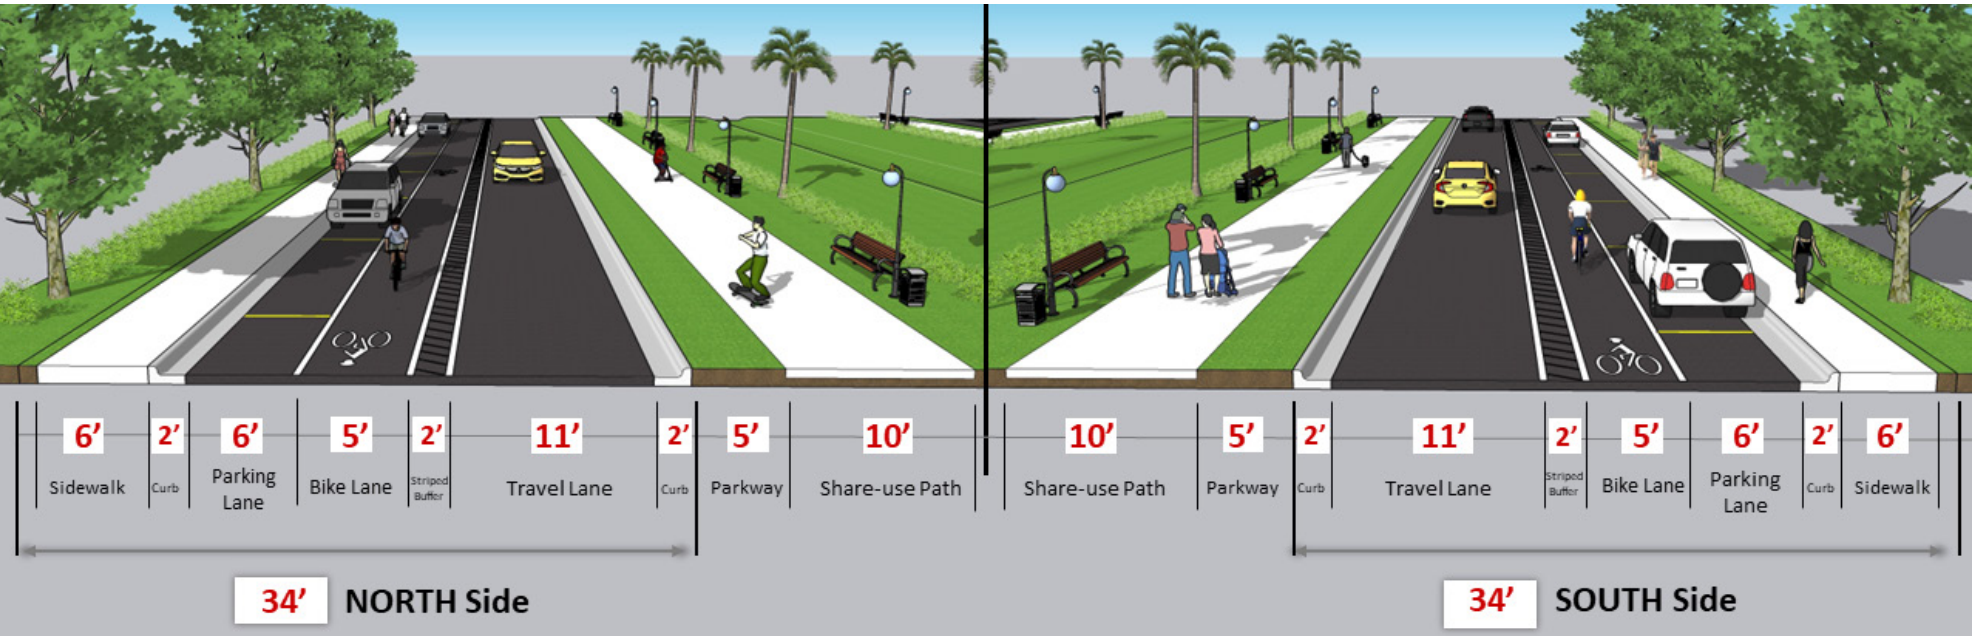 6’ 2’ 6’ 5’ 2’ 11’ 2’ 5’ 10’ 10’ 5’ 2’ 11’ 2’ 5’ 6’ 2’ 6’
Sidewalk
Curb
Parking
Lane
Bike Lane
Striped
Buffer
Travel Lane
Curb
Parkway
Share-use Path
Share-use Path
Parkway
Curb
Travel Lane
Striped
Buffer
Bike Lane
Parking
Lane
Curb
Sidewalk
34’ NORTH Side
34’ SOUTH Side